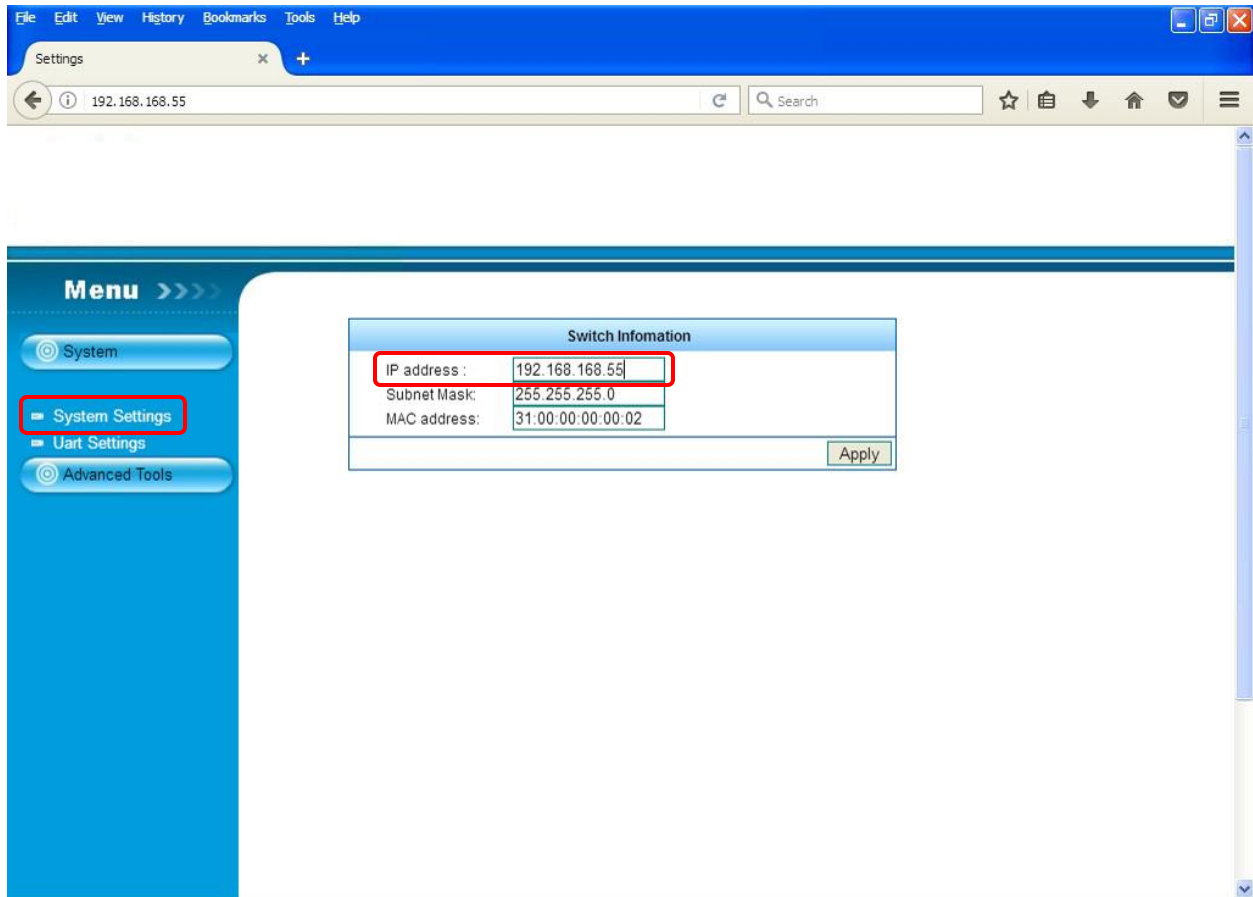 File Edit View History Bookmarks Tools Help
Settings
192.168.168.55
Search
Menu >>>>
System
System Settings
Uart Settings
Advanced Tools
Switch Infomation
IP address : 192.168.168.55
Subnet Mask: 255.255.255.0
MAC address: 31:00:00:00:00:02
Apply